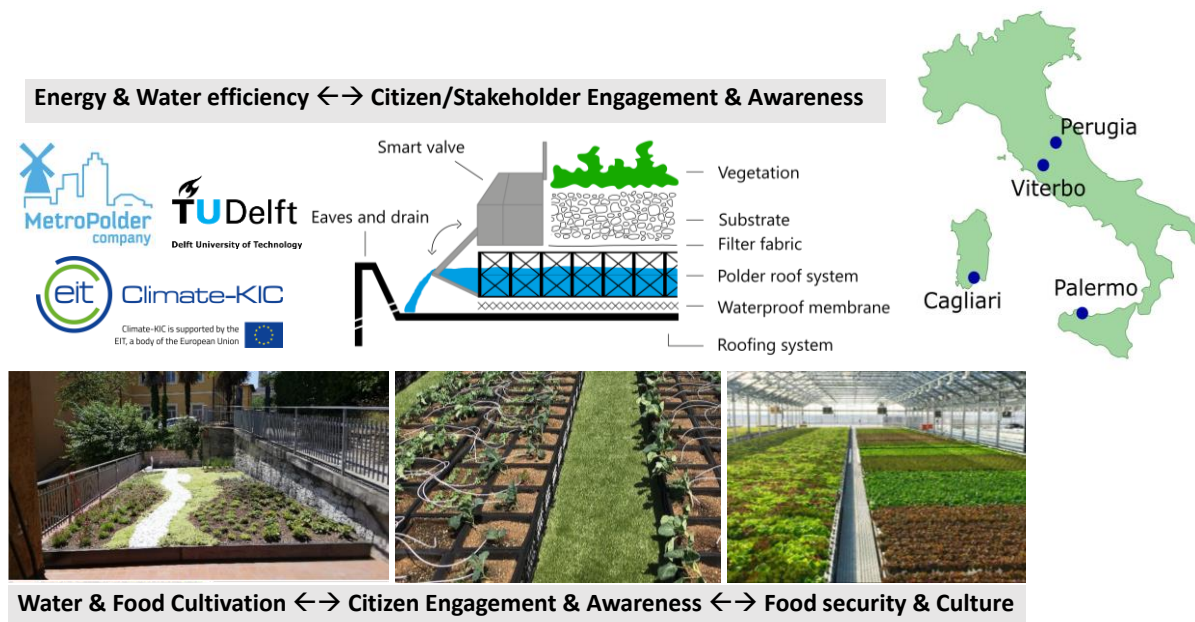 Energy & Water efficiency ←→ Citizen/Stakeholder Engagement & Awareness
MetroPolder
company
TUDelft
Delft University of Technology
eit Climate-KIC
Climate-KIC is supported by the
EIT, a body of the European Union
Smart valve
Eaves and drain
Vegetation
Substrate
Filter fabric
Polder roof system
Waterproof membrane
Roofing system
Perugia
Viterbo
Cagliari
Palermo
Water & Food Cultivation ←→ Citizen Engagement & Awareness ←→ Food security & Culture